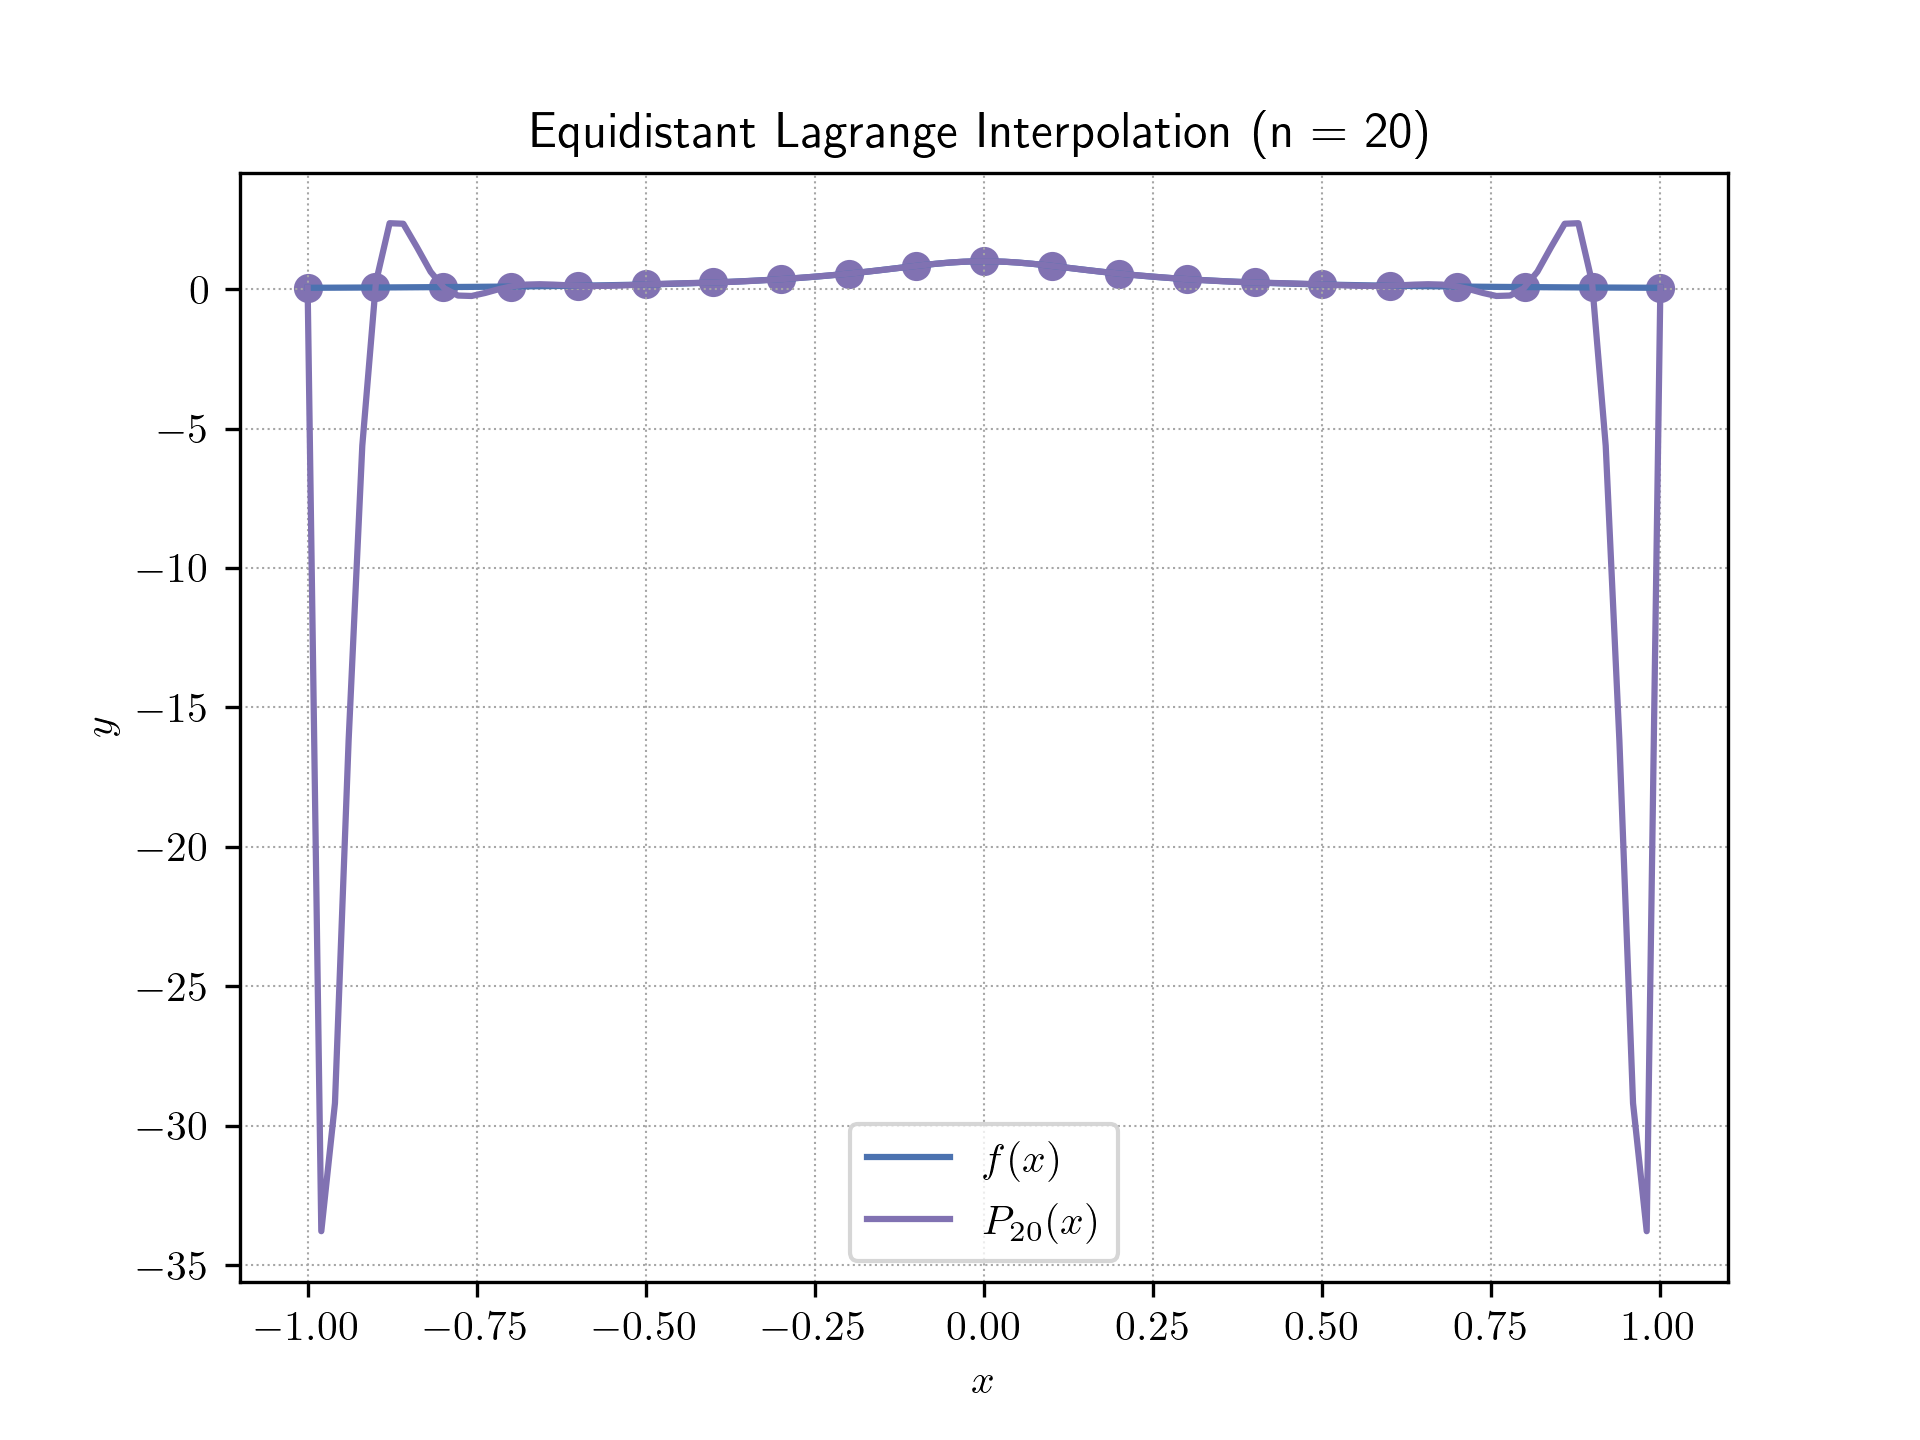 Equidistant Lagrange Interpolation (n = 20)
y
0
−5
−10
−15
−20
−25
−30
−35
f(x)
P₂₀(x)
−1.00 −0.75 −0.50 −0.25 0.00 0.25 0.50 0.75 1.00
x